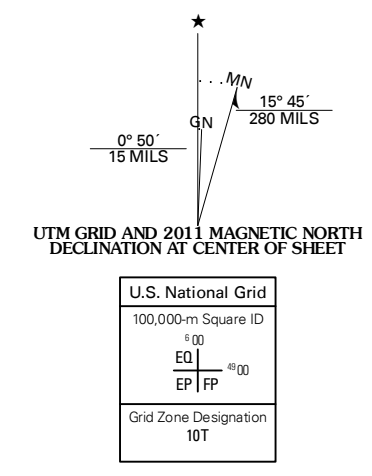 ★
MN
GN
15° 45´
280 MILS
0° 50´
15 MILS
UTM GRID AND 2011 MAGNETIC NORTH
DECLINATION AT CENTER OF SHEET
U.S. National Grid
100,000-m Square ID
6 00
EQ
49 00
EP FP
Grid Zone Designation
10T